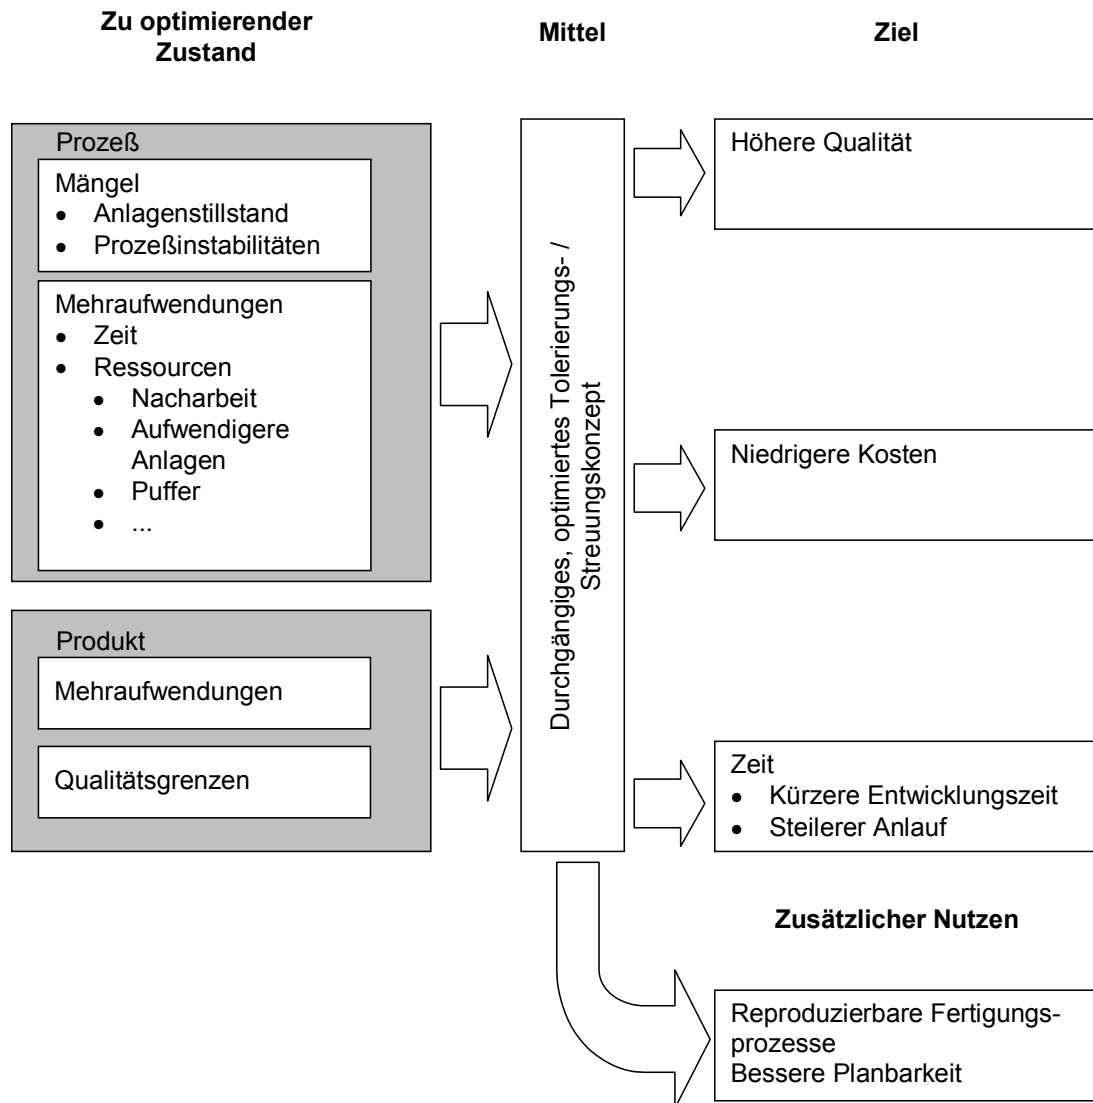 Zu optimierender
Zustand
Mittel
Ziel
Prozeß
Mängel
• Anlagenstillstand
• Prozeßinstabilitäten
Mehraufwendungen
• Zeit
• Ressourcen
• Nacharbeit
• Aufwendigere
Anlagen
• Puffer
• ...
Produkt
Mehraufwendungen
Qualitätsgrenzen
Durchgängiges, optimiertes Tolerierungs- /
Streuungskonzept
Höhere Qualität
Niedrigere Kosten
Zeit
• Kürzere Entwicklungszeit
• Steilerer Anlauf
Zusätzlicher Nutzen
Reproduzierbare Fertigungs-
prozesse
Bessere Planbarkeit